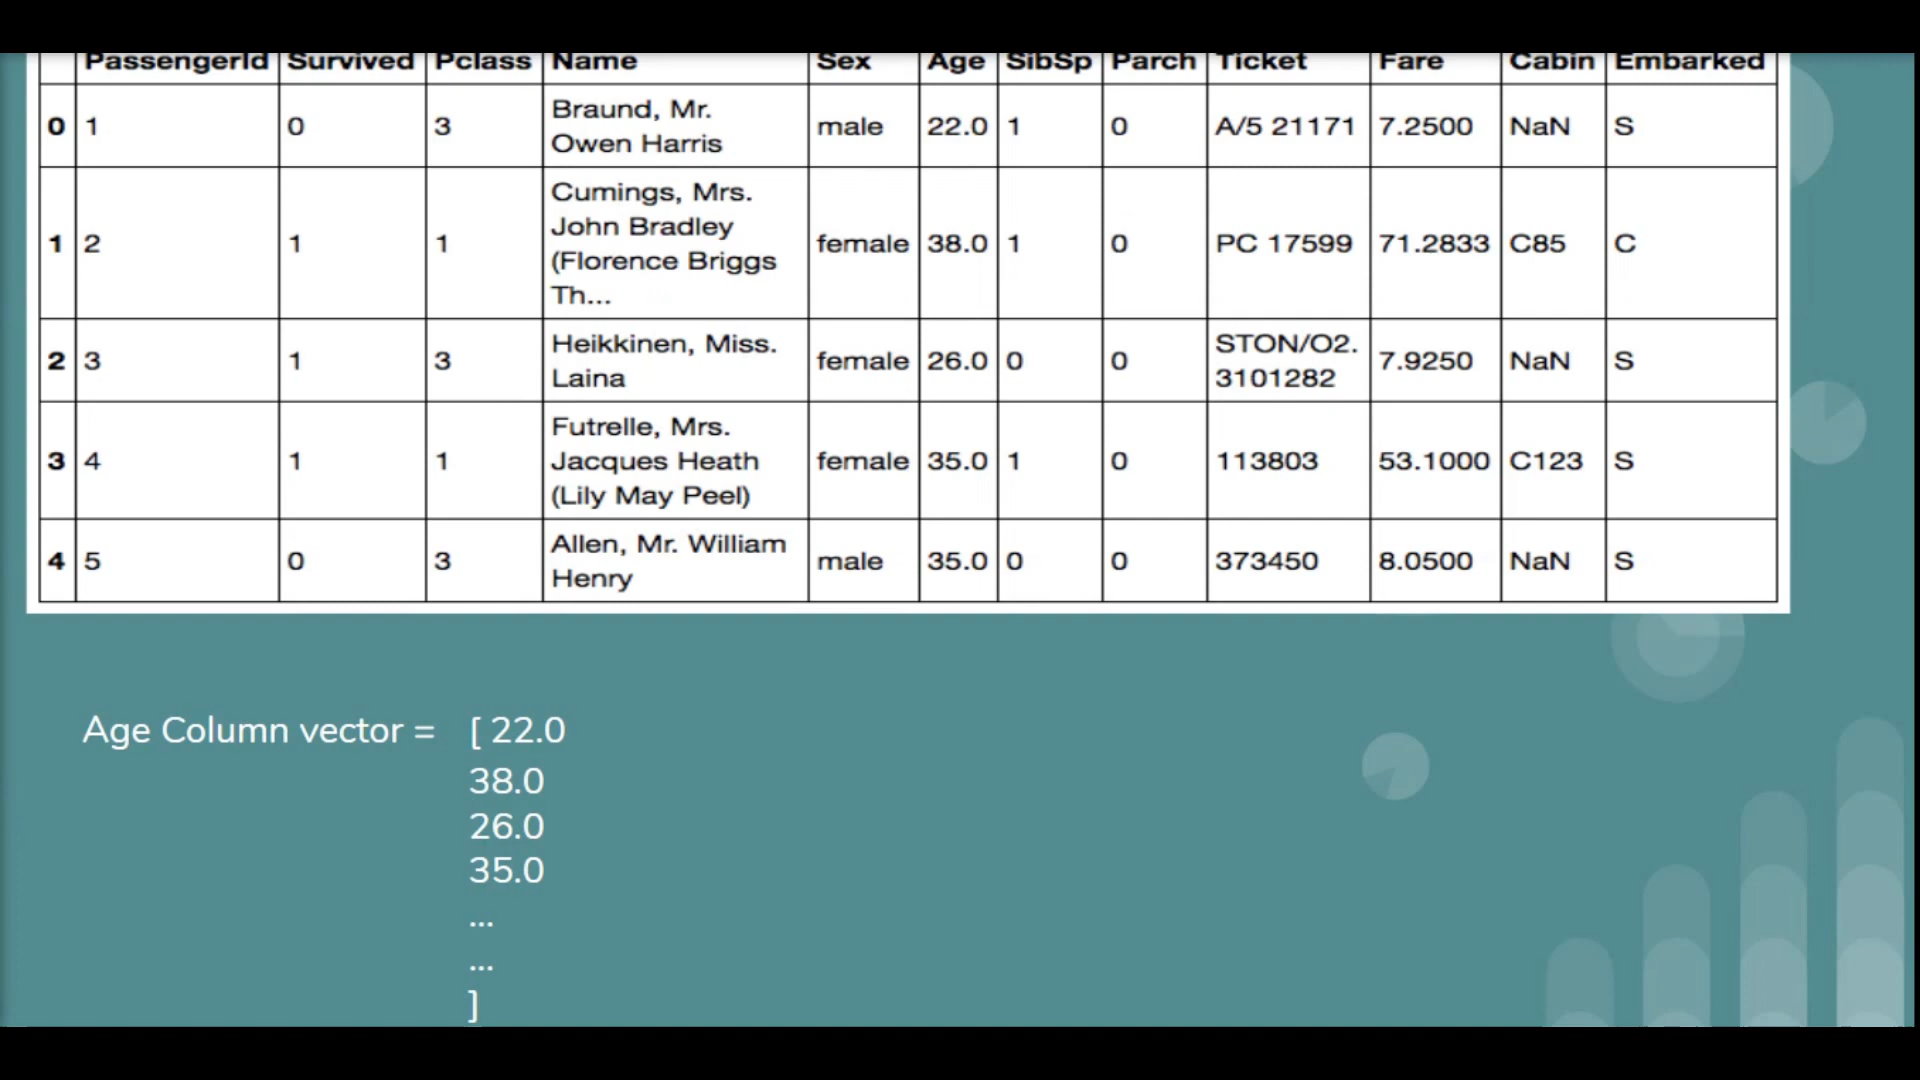 PassengerId Survived Pclass Name Sex Age SibSp Parch Ticket Fare Cabin Embarked
0 1 0 3 Braund, Mr. Owen Harris male 22.0 1 0 A/5 21171 7.2500 NaN S
1 2 1 1 Cumings, Mrs. John Bradley (Florence Briggs Th... female 38.0 1 0 PC 17599 71.2833 C85 C
2 3 1 3 Heikkinen, Miss. Laina female 26.0 0 0 STON/O2. 3101282 7.9250 NaN S
3 4 1 1 Futrelle, Mrs. Jacques Heath (Lily May Peel) female 35.0 1 0 113803 53.1000 C123 S
4 5 0 3 Allen, Mr. William Henry male 35.0 0 0 373450 8.0500 NaN S
Age Column vector = [ 22.0
38.0
26.0
35.0
...
...
]